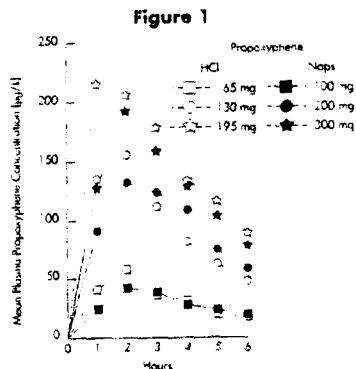 Figure 1
Propoxyphene
HCl Naps
65 mg 100 mg
130 mg 200 mg
195 mg 300 mg
Mean Plasma Propoxyphene Concentration [µg/L]
250
200
150
100
50
0
0 1 2 3 4 5 6
Hours